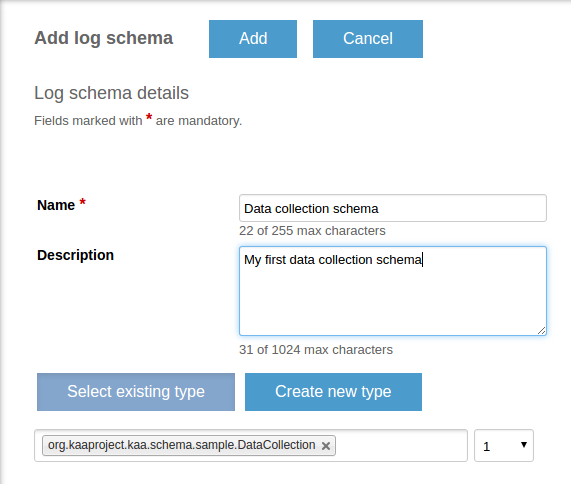 Add log schema Add Cancel
Log schema details
Fields marked with * are mandatory.
Name * Data collection schema
22 of 255 max characters
Description My first data collection schema
31 of 1024 max characters
Select existing type Create new type
org.kaaproject.kaa.schema.sample.DataCollection × 1